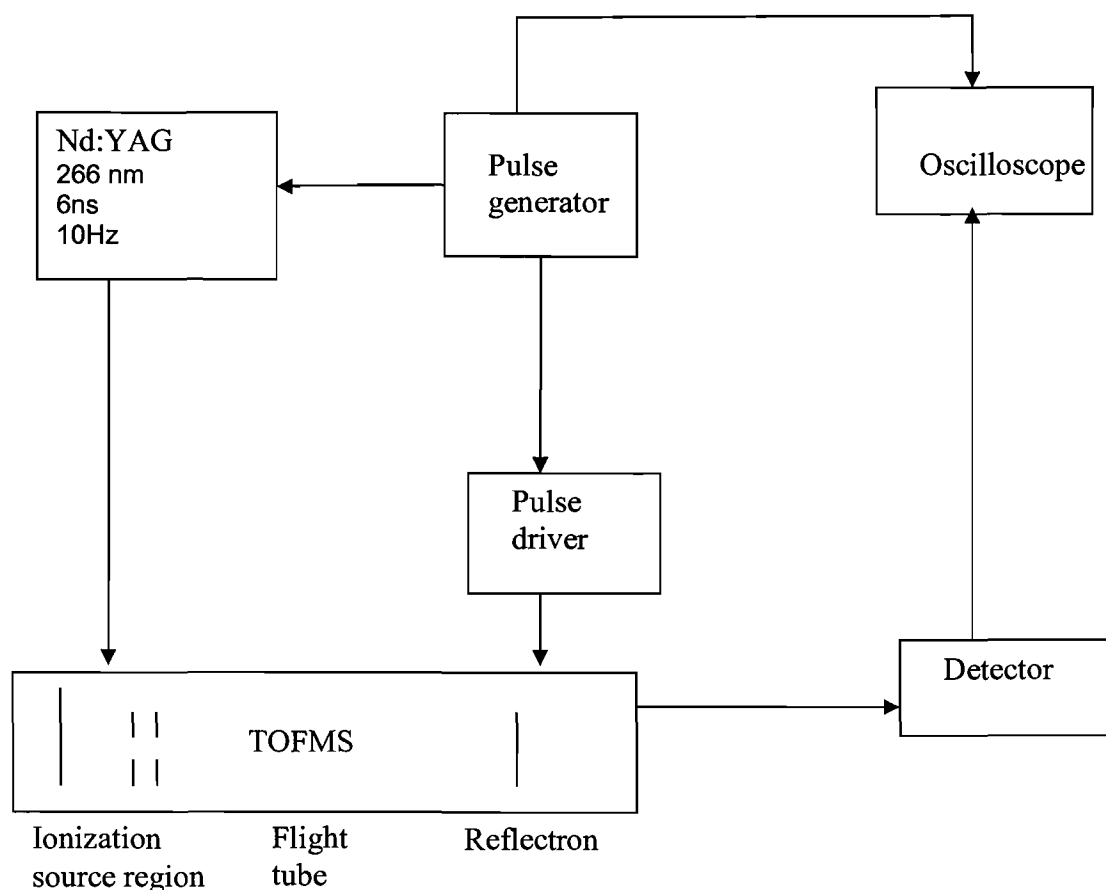 Nd:YAG
266 nm
6ns
10Hz
Pulse
generator
Oscilloscope
Pulse
driver
Detector
TOFMS
Ionization
source region
Flight
tube
Reflectron